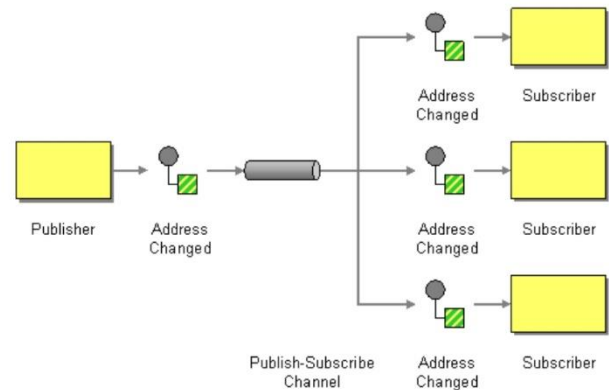 Address
Changed
Subscriber
Publisher
Address
Changed
Address
Changed
Subscriber
Publish-Subscribe
Channel
Address
Changed
Subscriber